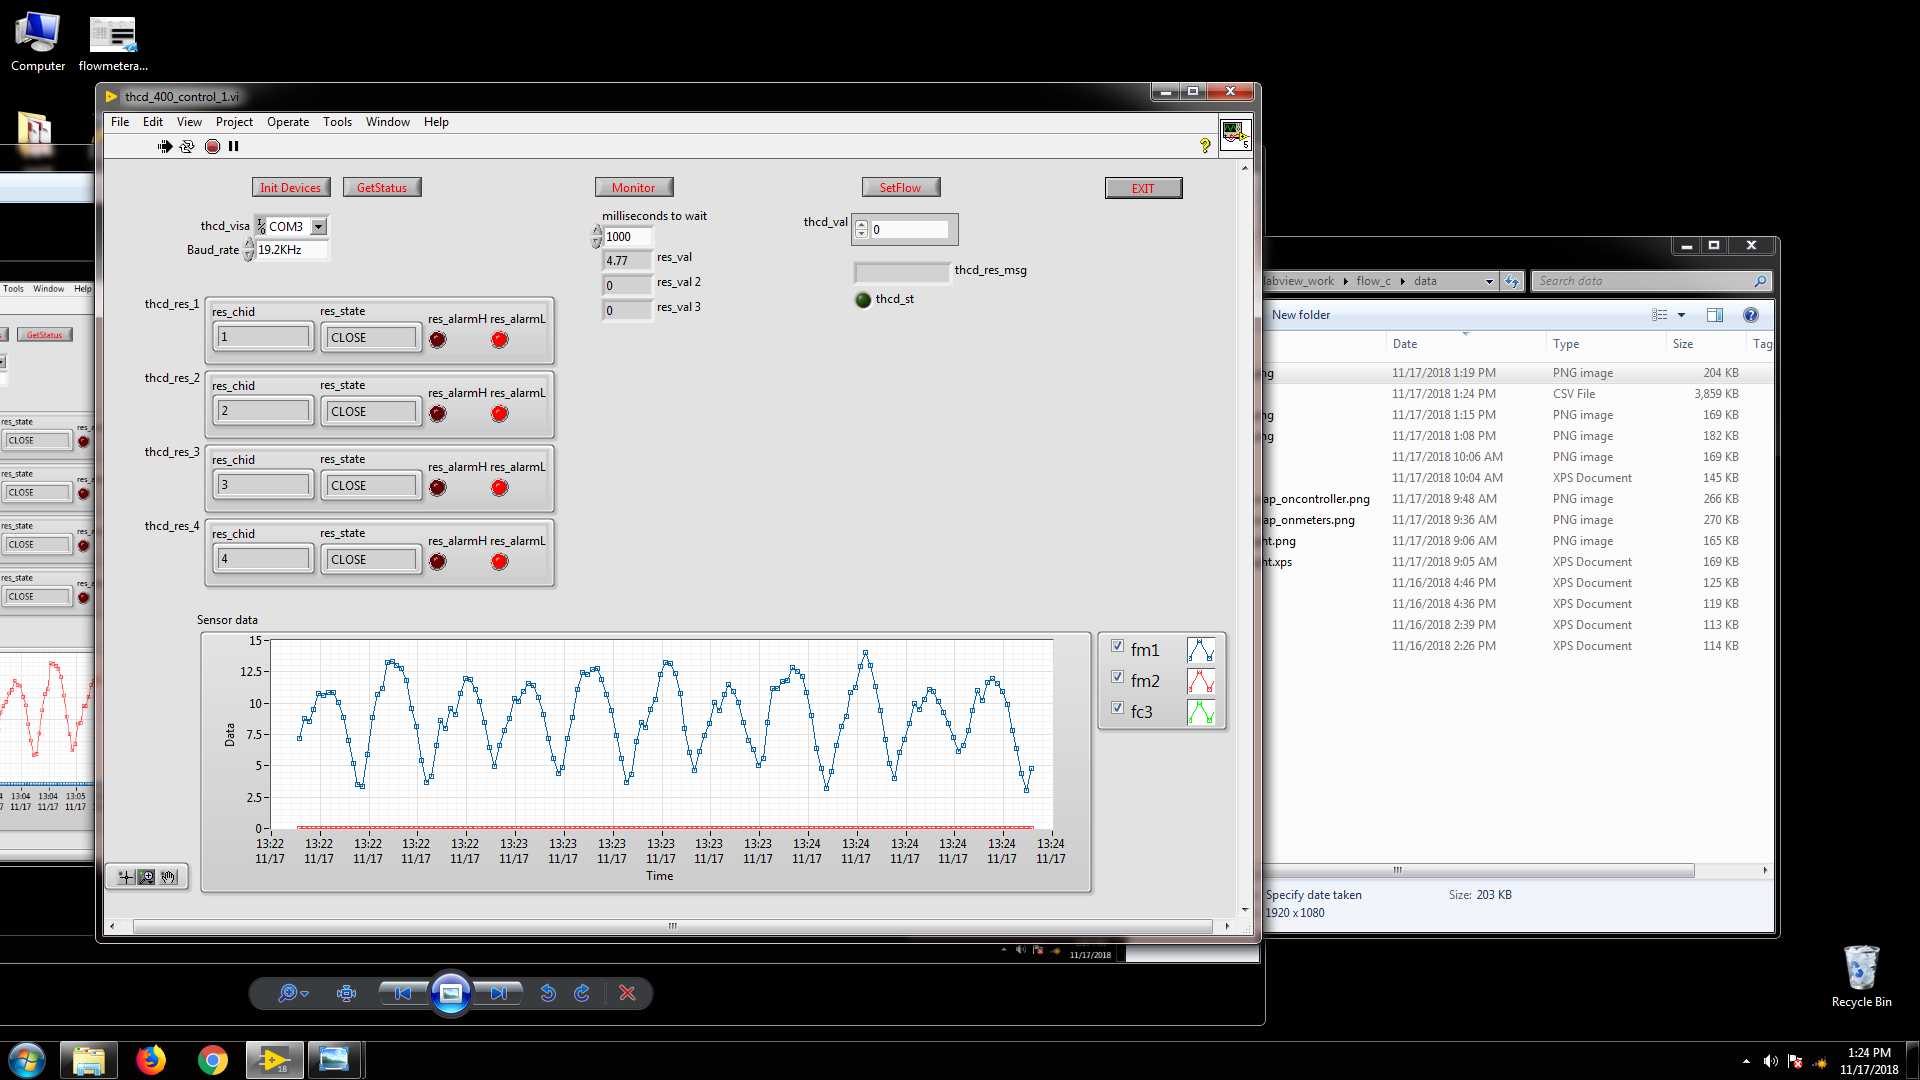 Computer
flowmetera...
thcd_400_control_1.vi
File Edit View Project Operate Tools Window Help
5
Init Devices
GetStatus
Monitor
SetFlow
EXIT
thcd_visa
COM3
Baud_rate
19.2KHz
milliseconds to wait
1000
4.77
res_val
0
res_val 2
0
res_val 3
thcd_val
0
thcd_res_msg
thcd_st
thcd_res_1
res_chid
res_state
res_alarmH res_alarmL
1
CLOSE
thcd_res_2
res_chid
res_state
res_alarmH res_alarmL
2
CLOSE
thcd_res_3
res_chid
res_state
res_alarmH res_alarmL
3
CLOSE
thcd_res_4
res_chid
res_state
res_alarmH res_alarmL
4
CLOSE
Sensor data
Data
15
12.5
10
7.5
5
2.5
0
13:22 13:22 13:22 13:22 13:22 13:23 13:23 13:23 13:23 13:23 13:23 13:24 13:24 13:24 13:24 13:24 13:24
11/17 11/17 11/17 11/17 11/17 11/17 11/17 11/17 11/17 11/17 11/17 11/17 11/17 11/17 11/17 11/17 11/17
Time
fm1
fm2
fc3
Tools Window Help
GetStatus
res_state
CLOSE
res_state
CLOSE
res_state
CLOSE
res_state
CLOSE
13:04 13:04 13:05
11/17 11/17 11/17
11/17/2018
labview_work
flow_c
data
Search data
New folder
Date Type Size Tag
ng 11/17/2018 1:19 PM PNG image 204 KB
11/17/2018 1:24 PM CSV File 3,859 KB
ng 11/17/2018 1:15 PM PNG image 169 KB
ng 11/17/2018 1:08 PM PNG image 182 KB
11/17/2018 10:06 AM PNG image 169 KB
11/17/2018 10:04 AM XPS Document 145 KB
ap_oncontroller.png 11/17/2018 9:48 AM PNG image 266 KB
ap_onmeters.png 11/17/2018 9:36 AM PNG image 270 KB
nt.png 11/17/2018 9:06 AM PNG image 165 KB
nt.xps 11/17/2018 9:05 AM XPS Document 169 KB
11/16/2018 4:46 PM XPS Document 125 KB
11/16/2018 4:36 PM XPS Document 119 KB
11/16/2018 2:39 PM XPS Document 113 KB
11/16/2018 2:26 PM XPS Document 114 KB
Specify date taken
Size: 203 KB
1920 x 1080
Recycle Bin
18
1:24 PM
11/17/2018